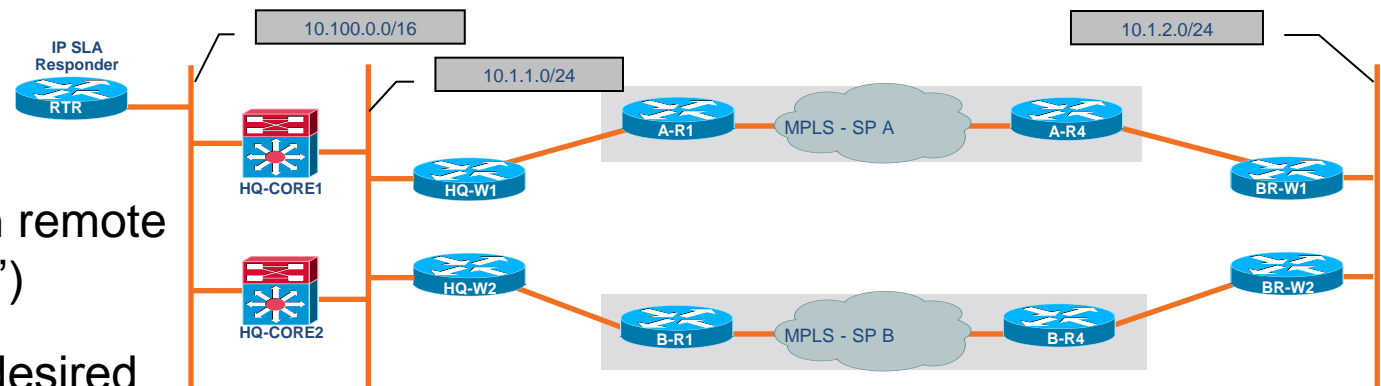 10.100.0.0/16
10.1.2.0/24
IP SLA
Responder
RTR
10.1.1.0/24
HQ-CORE1
HQ-W1
A-R1
MPLS - SP A
A-R4
BR-W1
n remote
”)
HQ-CORE2
HQ-W2
B-R1
MPLS - SP B
B-R4
BR-W2
desired